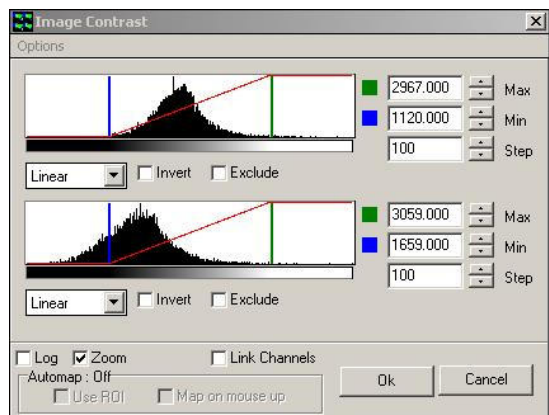 Image Contrast
Options
2967.000 Max
1120.000 Min
100 Step
Linear Invert Exclude
3059.000 Max
1659.000 Min
100 Step
Linear Invert Exclude
Log Zoom Link Channels
Automap : Off
Use ROI Map on mouse up
Ok Cancel